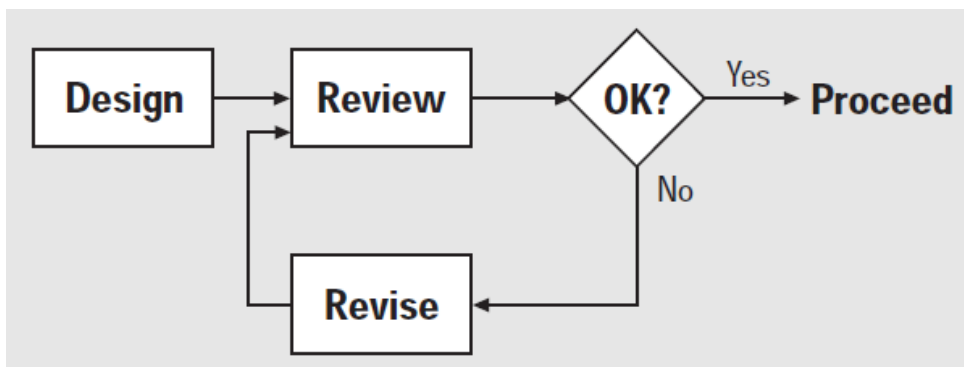 Design
Review
OK?
Yes
Proceed
No
Revise